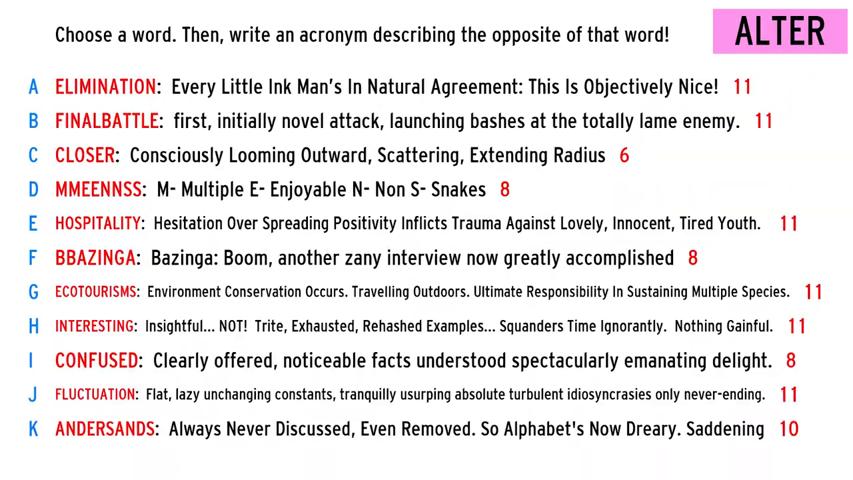 Choose a word. Then, write an acronym describing the opposite of that word!
ALTER
A ELIMINATION: Every Little Ink Man's In Natural Agreement: This Is Objectively Nice! 11
B FINALBATTLE: first, initially novel attack, launching bashes at the totally lame enemy. 11
C CLOSER: Consciously Looming Outward, Scattering, Extending Radius 6
D MMEENNSS: M- Multiple E- Enjoyable N- Non S- Snakes 8
E HOSPITALITY: Hesitation Over Spreading Positivity Inflicts Trauma Against Lovely, Innocent, Tired Youth. 11
F BBAZINGA: Bazinga: Boom, another zany interview now greatly accomplished 8
G ECOTOURISMS: Environment Conservation Occurs. Travelling Outdoors. Ultimate Responsibility In Sustaining Multiple Species. 11
H INTERESTING: Insightful... NOT! Trite, Exhausted, Rehashed Examples... Squanders Time Ignorantly. Nothing Gainful. 11
I CONFUSED: Clearly offered, noticeable facts understood spectacularly emanating delight. 8
J FLUCTUATION: Flat, lazy unchanging constants, tranquilly usurping absolute turbulent idiosyncrasies only never-ending. 11
K ANDERSANDS: Always Never Discussed, Even Removed. So Alphabet's Now Dreary. Saddening 10